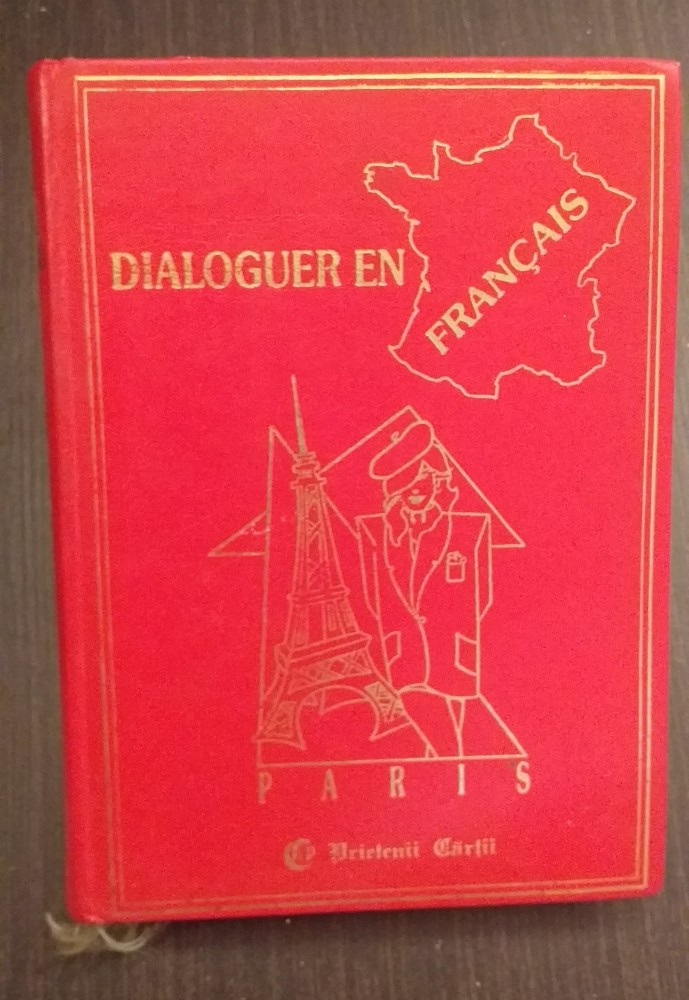 DIALOGUER EN
FRANÇAIS
PARIS
Prietenii Cărții